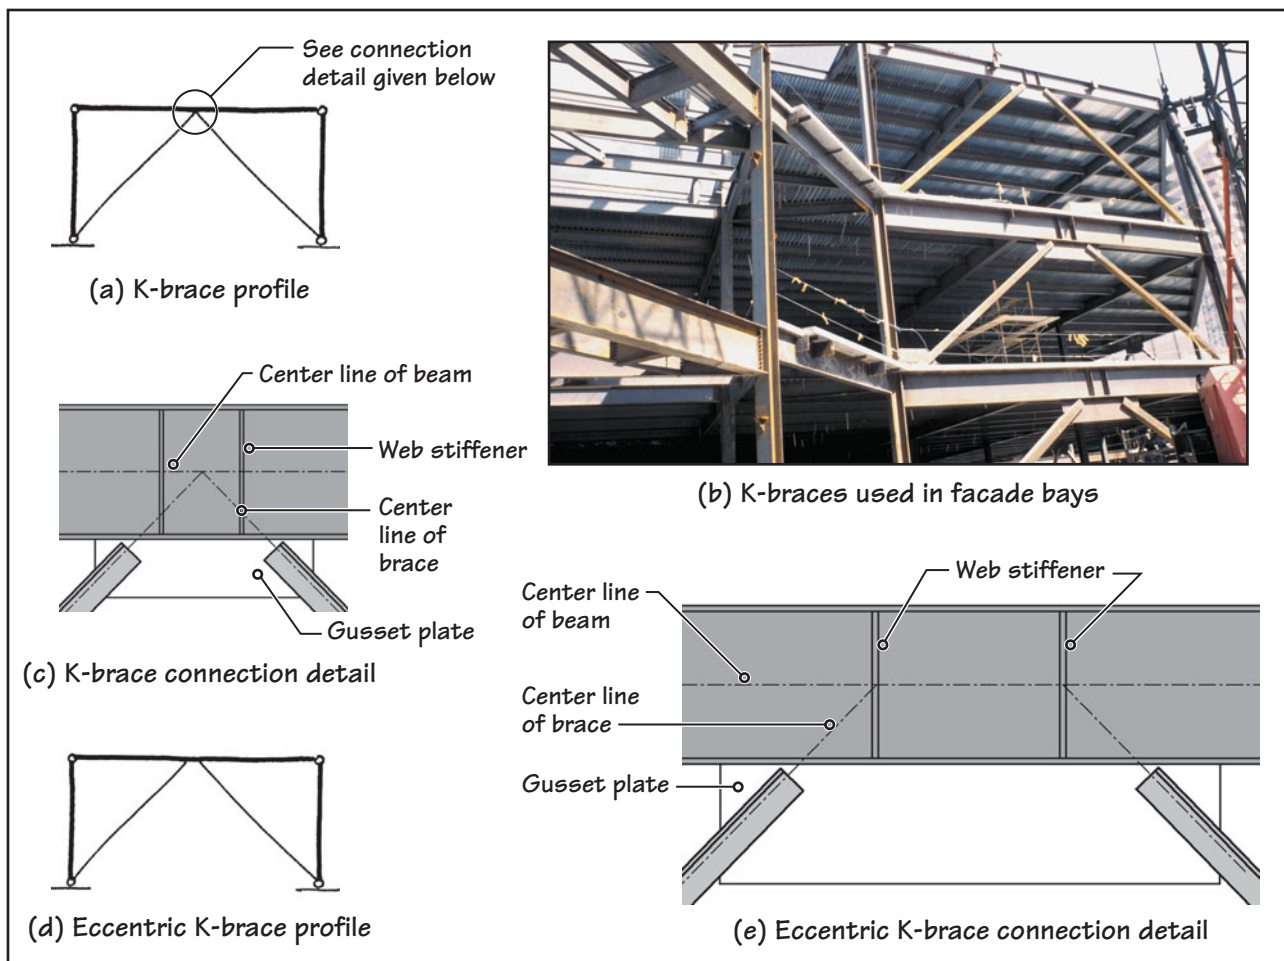 See connection
detail given below
(a) K-brace profile
(b) K-braces used in facade bays
Center line of beam
Web stiffener
Center
line of
brace
Gusset plate
(c) K-brace connection detail
(d) Eccentric K-brace profile
Web stiffener
Center line
of beam
Center line
of brace
Gusset plate
(e) Eccentric K-brace connection detail